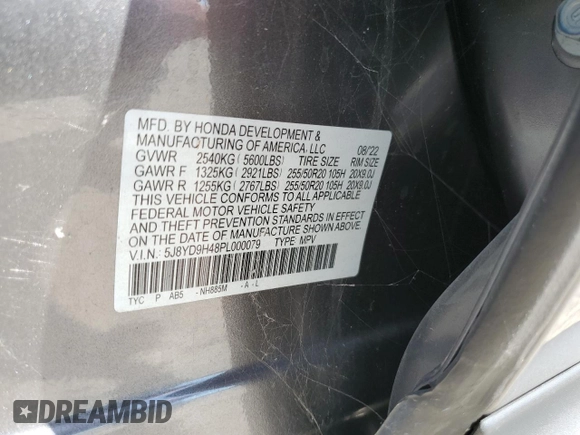 MFD. BY HONDA DEVELOPMENT &
MANUFACTURING OF AMERICA, LLC 08/22
GVWR 2540KG ( 5600LBS) TIRE SIZE RIM SIZE
GAWR F 1325KG ( 2921LBS) 255/50R20 105H 20X9.0J
GAWR R 1255KG ( 2767LBS) 255/50R20 105H 20X9.0J
THIS VEHICLE CONFORMS TO ALL APPLICABLE
FEDERAL MOTOR VEHICLE SAFETY
AND THEFT PREVENTION STANDARDS IN EFFECT
ON THE DATE OF MANUFACTURE SHOWN ABOVE.
V.I.N.: 5J8YD9H48PL000079 TYPE: MPV
TYC P AB5 - NH885M - A - L
DREAMBID